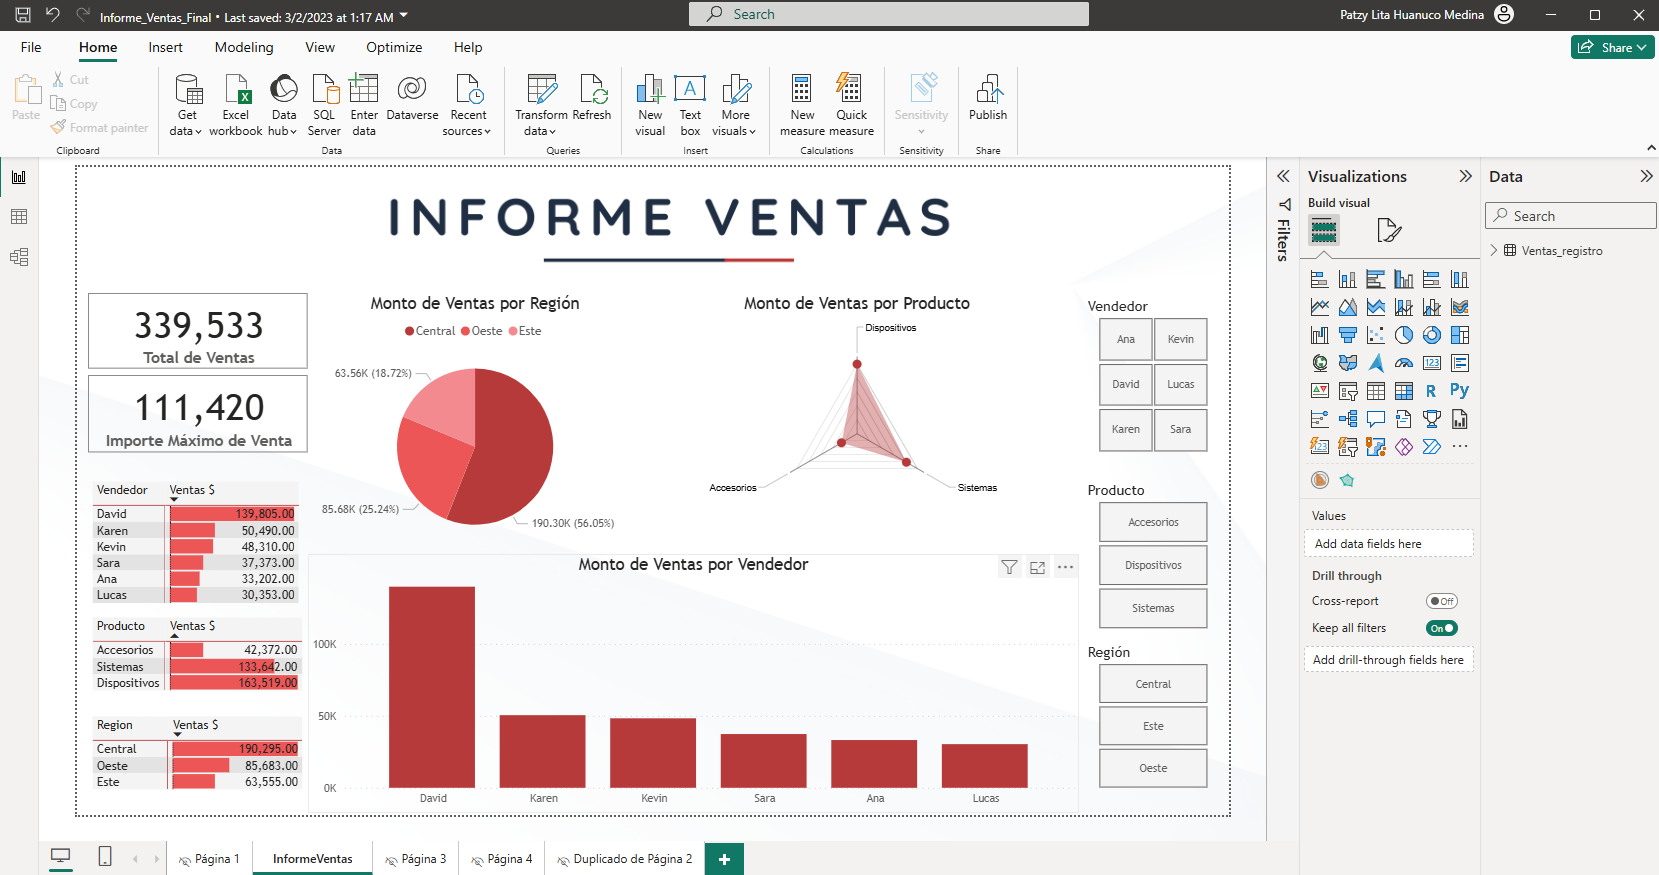 Informe_Ventas_Final • Last saved: 3/2/2023 at 1:17 AM
Search
Patzy Lita Huanuco Medina
File
Home
Insert
Modeling
View
Optimize
Help
Share
Paste
Cut
Copy
Format painter
Clipboard
Get data
Excel workbook
Data hub
SQL Server
Enter data
Dataverse
Recent sources
Data
Transform data
Refresh
Queries
New visual
Text box
More visuals
Insert
New measure
Quick measure
Calculations
Sensitivity
Sensitivity
Publish
Share
INFORME VENTAS
339,533
Total de Ventas
111,420
Importe Máximo de Venta
Vendedor Ventas $
David 139,805.00
Karen 50,490.00
Kevin 48,310.00
Sara 37,373.00
Ana 33,202.00
Lucas 30,353.00
Producto Ventas $
Accesorios 42,372.00
Sistemas 133,642.00
Dispositivos 163,519.00
Region Ventas $
Central 190,295.00
Oeste 85,683.00
Este 63,555.00
Monto de Ventas por Región
Central Oeste Este
63.56K (18.72%)
85.68K (25.24%)
190.30K (56.05%)
Monto de Ventas por Producto
Dispositivos
Accesorios
Sistemas
Monto de Ventas por Vendedor
100K
50K
0K
David Karen Kevin Sara Ana Lucas
Vendedor
Ana Kevin
David Lucas
Karen Sara
Producto
Accesorios
Dispositivos
Sistemas
Región
Central
Este
Oeste
Filters
Visualizations
Build visual
123
R
Py
123
Values
Add data fields here
Drill through
Cross-report
Off
Keep all filters
On
Add drill-through fields here
Data
Search
Ventas_registro
Página 1
InformeVentas
Página 3
Página 4
Duplicado de Página 2